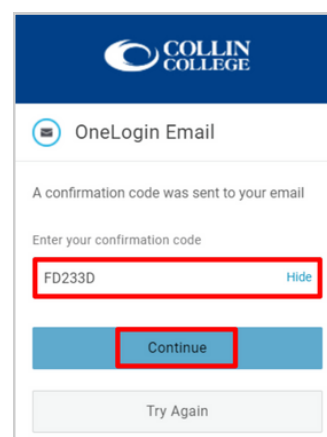 COLLIN
COLLEGE
OneLogin Email
A confirmation code was sent to your email
Enter your confirmation code
FD233D Hide
Continue
Try Again